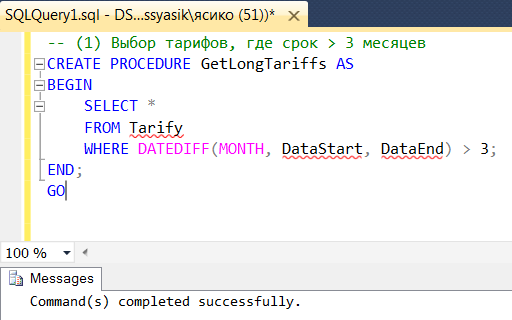 SQLQuery1.sql - DS...ssyasik\ясико (51))*
-- (1) Выбор тарифов, где срок > 3 месяцев
CREATE PROCEDURE GetLongTariffs AS
BEGIN
SELECT *
FROM Tarify
WHERE DATEDIFF(MONTH, DataStart, DataEnd) > 3;
END;
GO
100 %
Messages
Command(s) completed successfully.